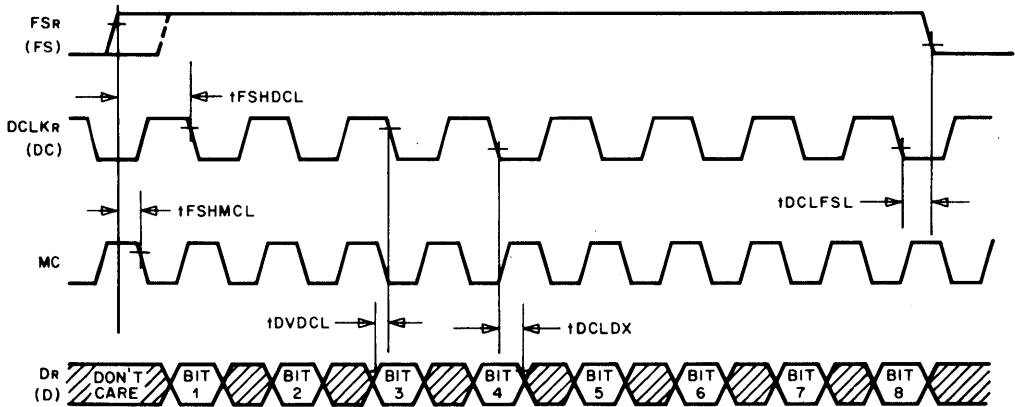 FSR
(FS)
tFSHDCL
DCLKR
(DC)
tFSHMCL
tDCLFSL
MC
tDVDCL
tDCLDX
DR
(D)
DON'T
CARE
BIT
1
BIT
2
BIT
3
BIT
4
BIT
5
BIT
6
BIT
7
BIT
8